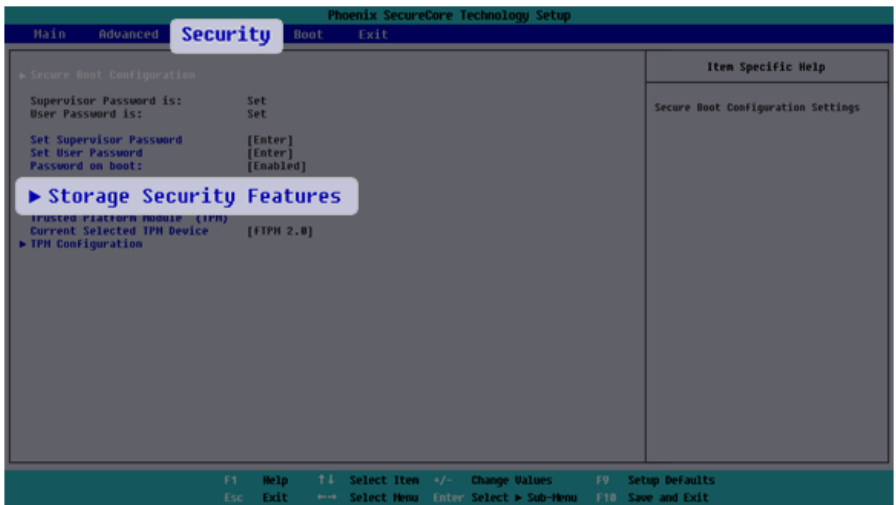 Phoenix SecureCore Technology Setup
Main Advanced Security Boot Exit
▶ Secure Boot Configuration
Supervisor Password is: Set
User Password is: Set
Set Supervisor Password [Enter]
Set User Password [Enter]
Password on boot: [Enabled]
▶ Storage Security Features
Trusted Platform Module (TPM)
Current Selected TPM Device [fTPM 2.0]
▶ TPM Configuration
Item Specific Help
Secure Boot Configuration Settings
F1 Help ↑↓ Select Item +/- Change Values F9 Setup Defaults
Esc Exit ←→ Select Menu Enter Select ▶ Sub-Menu F10 Save and Exit